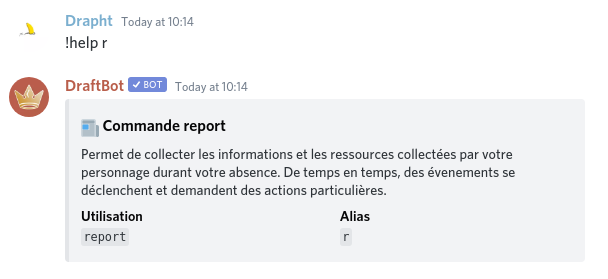 Drapht Today at 10:14
!help r
DraftBot BOT Today at 10:14
Commande report
Permet de collecter les informations et les ressources collectées par votre
personnage durant votre absence. De temps en temps, des évenements se
déclenchent et demandent des actions particulières.
Utilisation Alias
report r